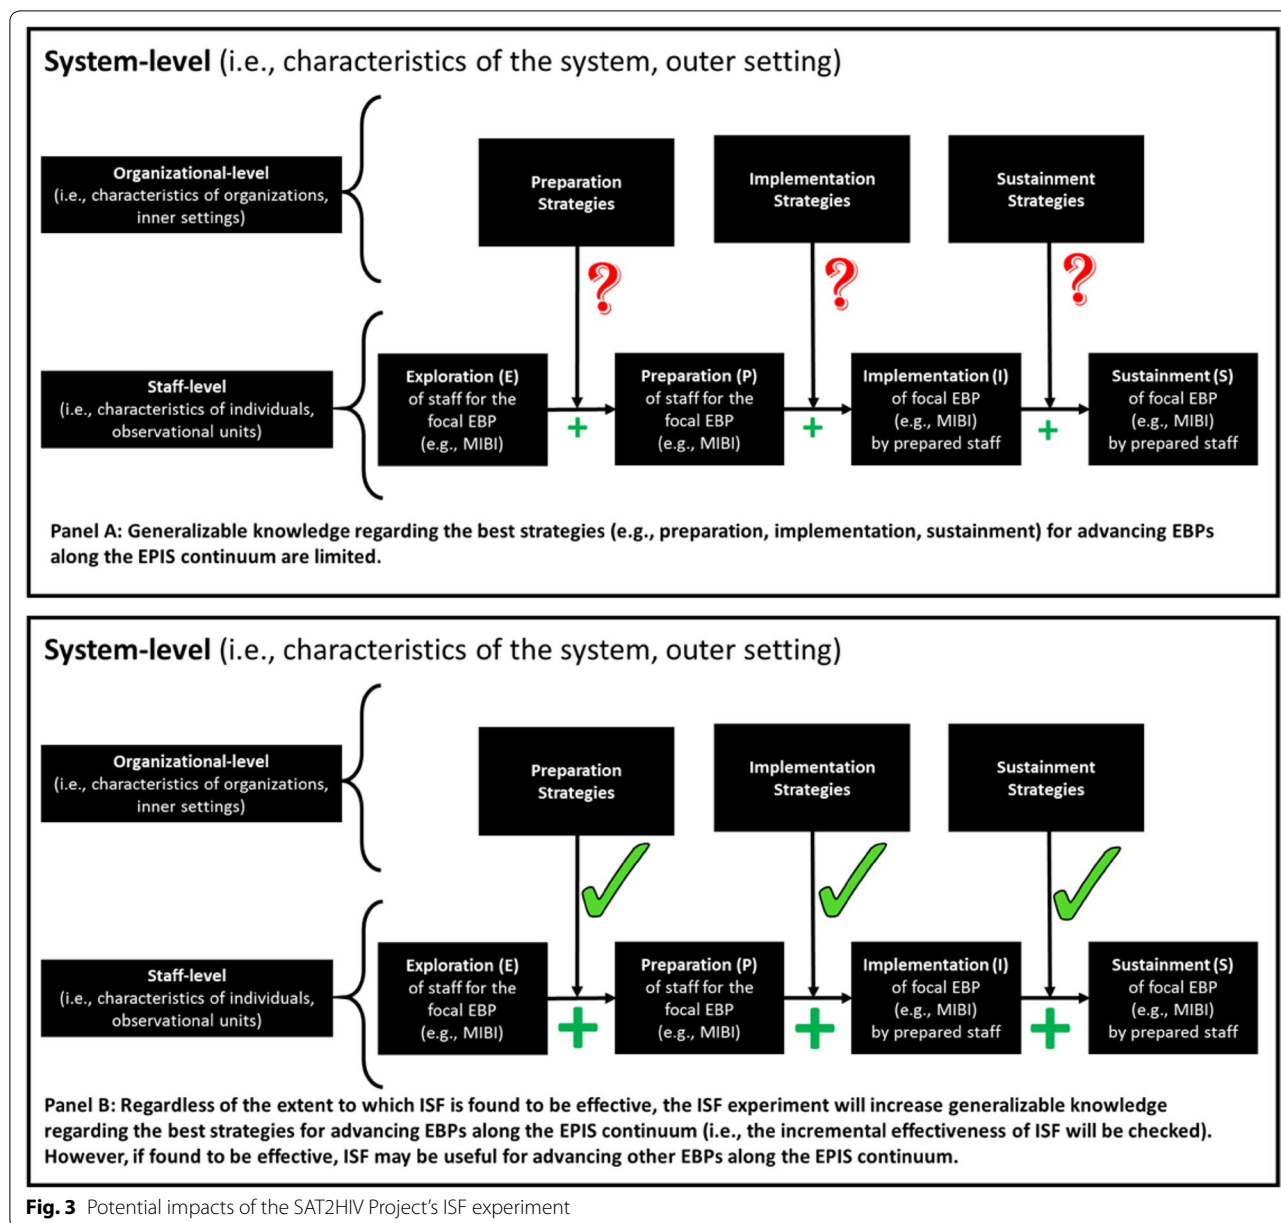 System-level (i.e., characteristics of the system, outer setting)
Organizational-level
(i.e., characteristics of organizations,
inner settings)
Preparation
Strategies
Implementation
Strategies
Sustainment
Strategies
?
?
?
Staff-level
(i.e., characteristics of individuals,
observational units)
Exploration (E)
of staff for the
focal EBP
(e.g., MIBI)
+
Preparation (P)
of staff for the
focal EBP
(e.g., MIBI)
+
Implementation (I)
of focal EBP
(e.g., MIBI)
by prepared staff
+
Sustainment (S)
of focal EBP
(e.g., MIBI)
by prepared staff
Panel A: Generalizable knowledge regarding the best strategies (e.g., preparation, implementation, sustainment) for advancing EBPs
along the EPIS continuum are limited.
System-level (i.e., characteristics of the system, outer setting)
Organizational-level
(i.e., characteristics of organizations,
inner settings)
Preparation
Strategies
Implementation
Strategies
Sustainment
Strategies
Staff-level
(i.e., characteristics of individuals,
observational units)
Exploration (E)
of staff for the
focal EBP
(e.g., MIBI)
+
Preparation (P)
of staff for the
focal EBP
(e.g., MIBI)
+
Implementation (I)
of focal EBP
(e.g., MIBI)
by prepared staff
+
Sustainment (S)
of focal EBP
(e.g., MIBI)
by prepared staff
Panel B: Regardless of the extent to which ISF is found to be effective, the ISF experiment will increase generalizable knowledge
regarding the best strategies for advancing EBPs along the EPIS continuum (i.e., the incremental effectiveness of ISF will be checked).
However, if found to be effective, ISF may be useful for advancing other EBPs along the EPIS continuum.
Fig. 3 Potential impacts of the SAT2HIV Project's ISF experiment